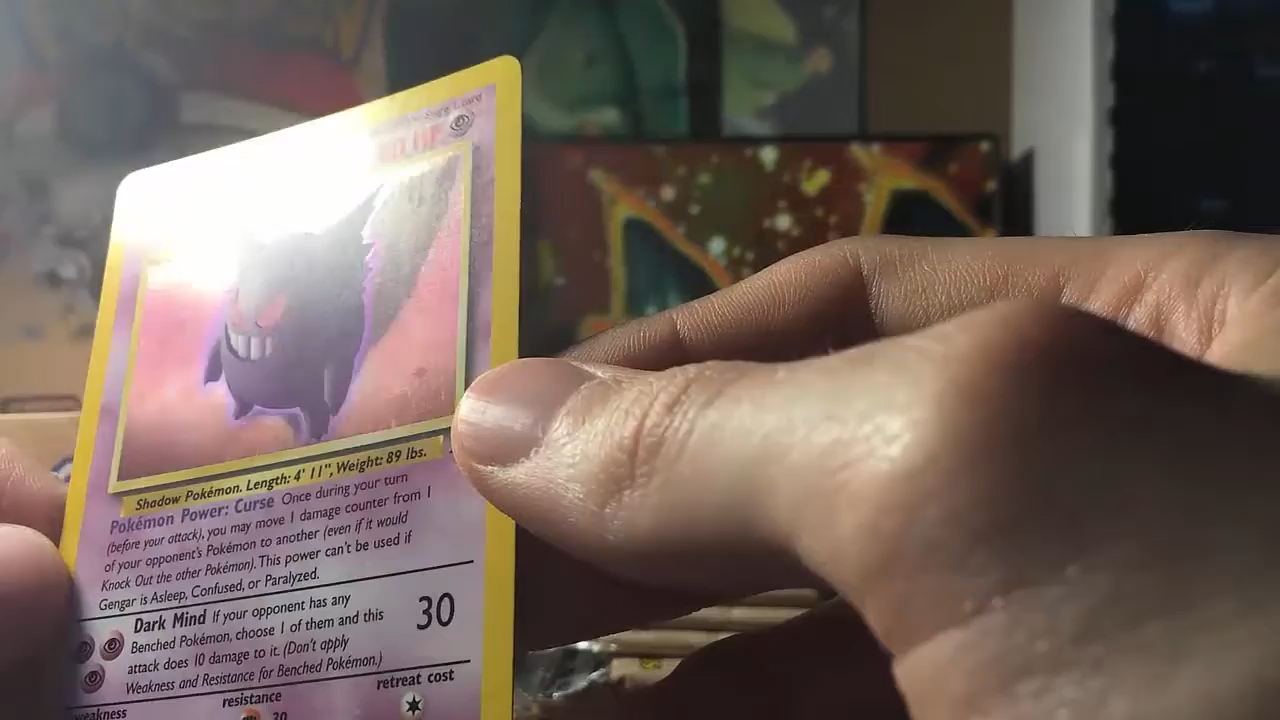 Shadow Pokémon. Length: 4' 11", Weight: 89 lbs.
Pokémon Power: Curse Once during your turn
(before your attack), you may move 1 damage counter from 1
of your opponent's Pokémon to another (even if it would
Knock Out the other Pokémon). This power can't be used if
Gengar is Asleep, Confused, or Paralyzed.
Dark Mind If your opponent has any
Benched Pokémon, choose 1 of them and this
attack does 10 damage to it. (Don't apply
Weakness and Resistance for Benched Pokémon.)
30
weakness
resistance
retreat cost
30